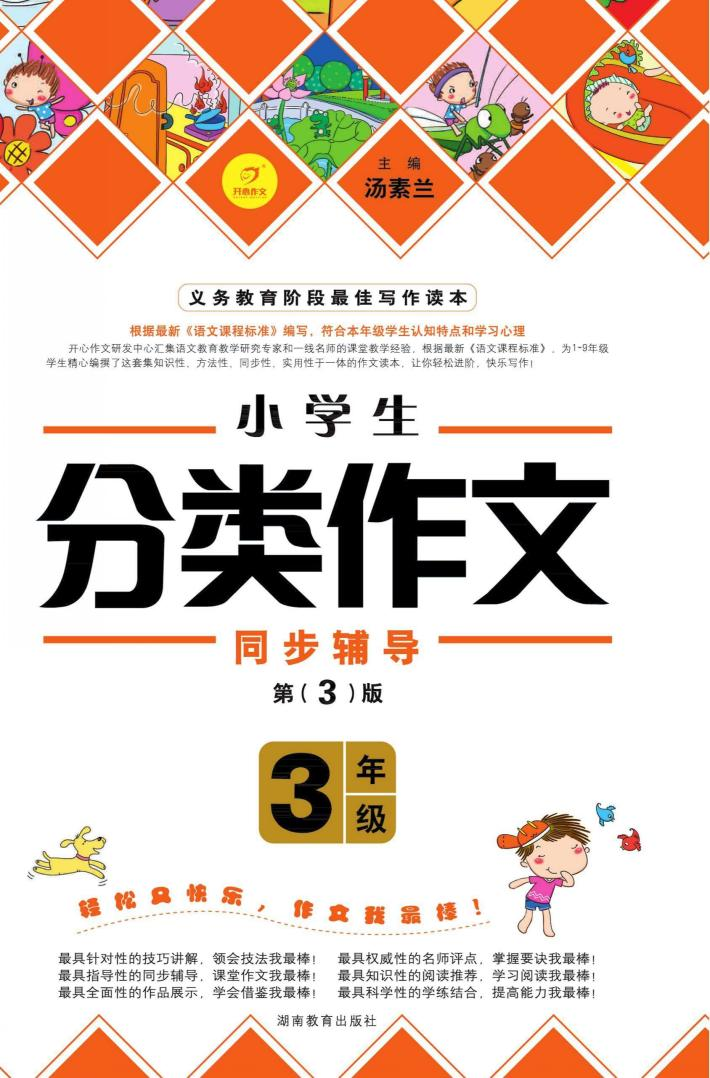 主 编
汤素兰
开心作文
义务教育阶段最佳写作读本
根据最新《语文课程标准》编写，符合本年级学生认知特点和学习心理
开心作文研发中心汇集语文教育教学研究专家和一线名师的课堂教学经验，根据最新《语文课程标准》，为1-9年级
学生精心编撰了这套集知识性、方法性、同步性、实用性于一体的作文读本，让你轻松进阶，快乐写作！
小学生
分类作文
同步辅导
第（3）版
3年级
轻松又快乐，作文我最棒！
最具针对性的技巧讲解，领会技法我最棒！ 最具权威性的名师评点，掌握要诀我最棒！
最具指导性的同步辅导，课堂作文我最棒！ 最具知识性的阅读推荐，学习阅读我最棒！
最具全面性的作品展示，学会借鉴我最棒！ 最具科学性的学练结合，提高能力我最棒！
湖南教育出版社